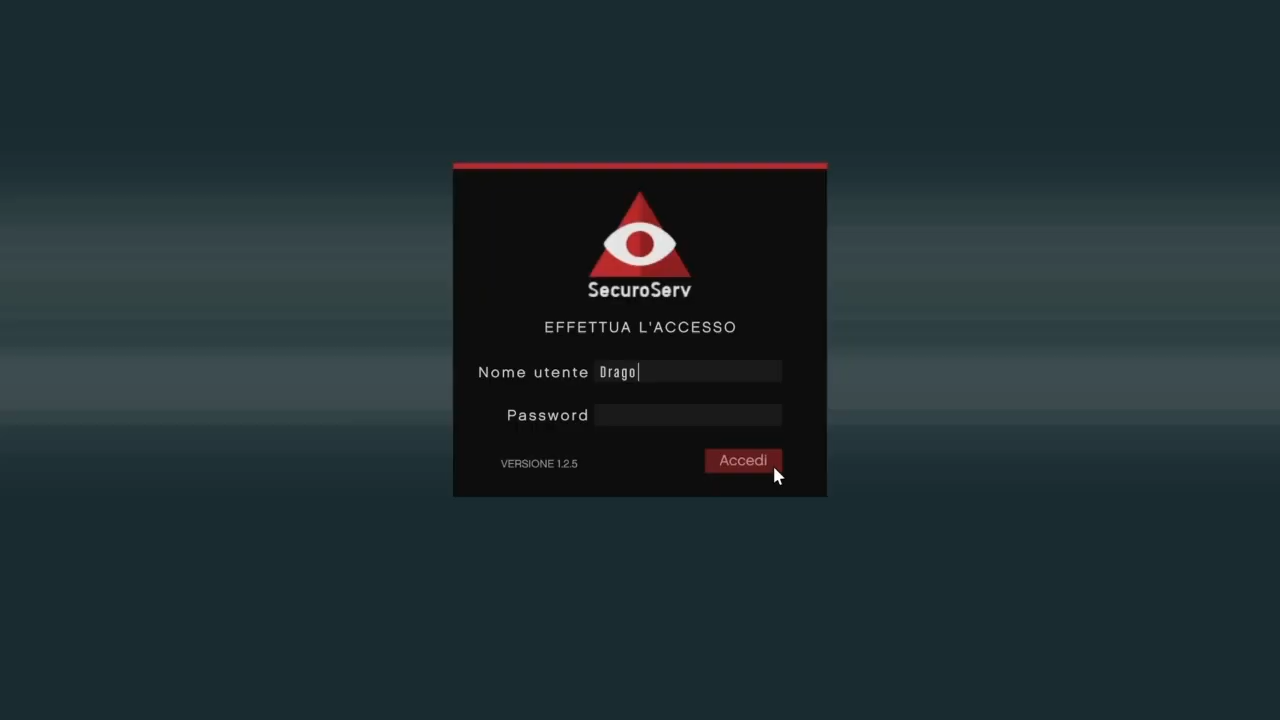 SecuroServ
EFFETTUA L'ACCESSO
Nome utente Drago
Password
VERSIONE 1.2.5
Accedi